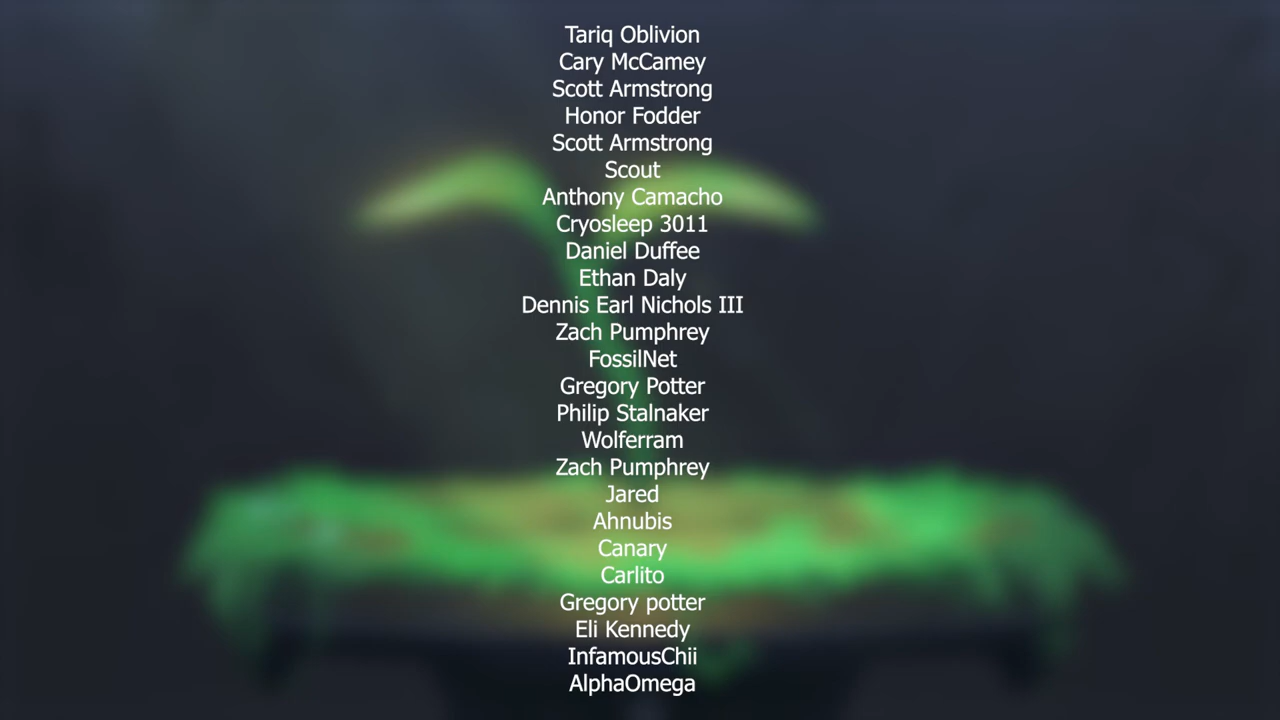 Tariq Oblivion
Cary McCamey
Scott Armstrong
Honor Fodder
Scott Armstrong
Scout
Anthony Camacho
Cryosleep 3011
Daniel Duffee
Ethan Daly
Dennis Earl Nichols III
Zach Pumphrey
FossilNet
Gregory Potter
Philip Stalnaker
Wolferram
Zach Pumphrey
Jared
Ahnubis
Canary
Carlito
Gregory potter
Eli Kennedy
InfamousChii
AlphaOmega